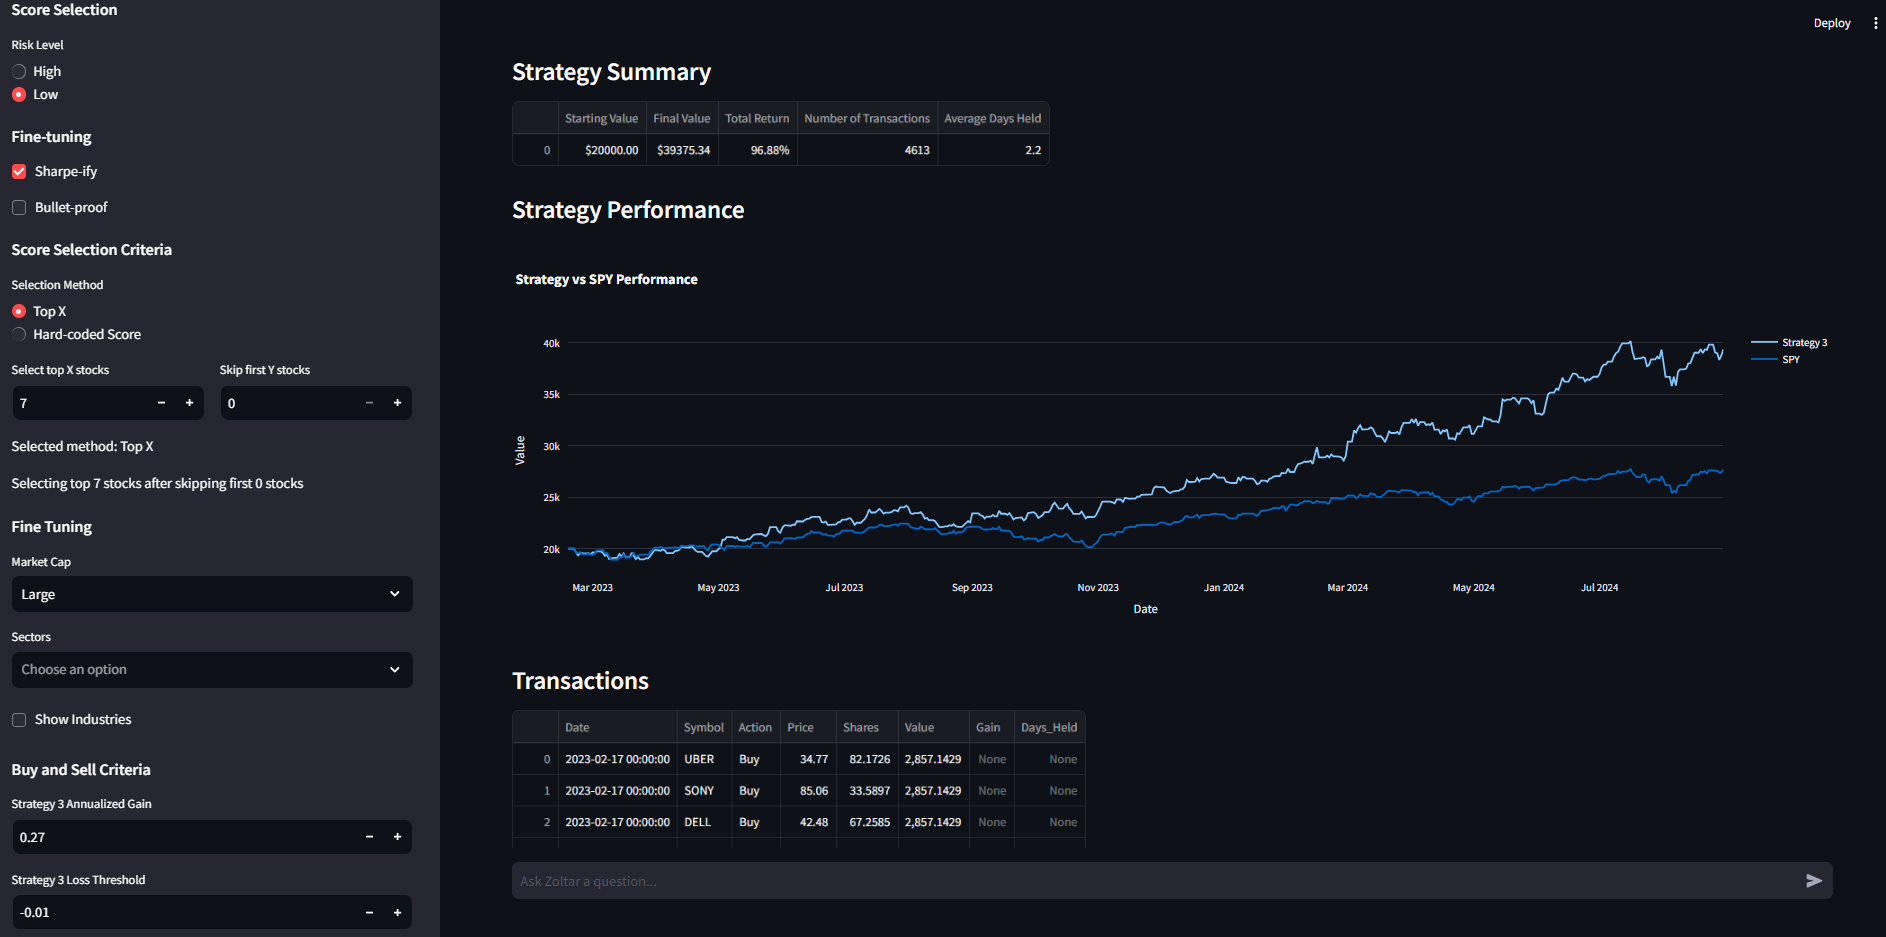 Score Selection
Risk Level
High
Low
Fine-tuning
Sharpe-ify
Bullet-proof
Score Selection Criteria
Selection Method
Top X
Hard-coded Score
Select top X stocks
Skip first Y stocks
7
0
Selected method: Top X
Selecting top 7 stocks after skipping first 0 stocks
Fine Tuning
Market Cap
Large
Sectors
Choose an option
Show Industries
Buy and Sell Criteria
Strategy 3 Annualized Gain
0.27
Strategy 3 Loss Threshold
-0.01
Deploy
Strategy Summary
Starting Value Final Value Total Return Number of Transactions Average Days Held
0 $20000.00 $39375.34 96.88% 4613 2.2
Strategy Performance
Strategy vs SPY Performance
40k
35k
30k
25k
20k
Value
Mar 2023 May 2023 Jul 2023 Sep 2023 Nov 2023 Jan 2024 Mar 2024 May 2024 Jul 2024
Date
Strategy 3
SPY
Transactions
Date Symbol Action Price Shares Value Gain Days_Held
0 2023-02-17 00:00:00 UBER Buy 34.77 82.1726 2,857.1429 None None
1 2023-02-17 00:00:00 SONY Buy 85.06 33.5897 2,857.1429 None None
2 2023-02-17 00:00:00 DELL Buy 42.48 67.2585 2,857.1429 None None
Ask Zoltar a question...